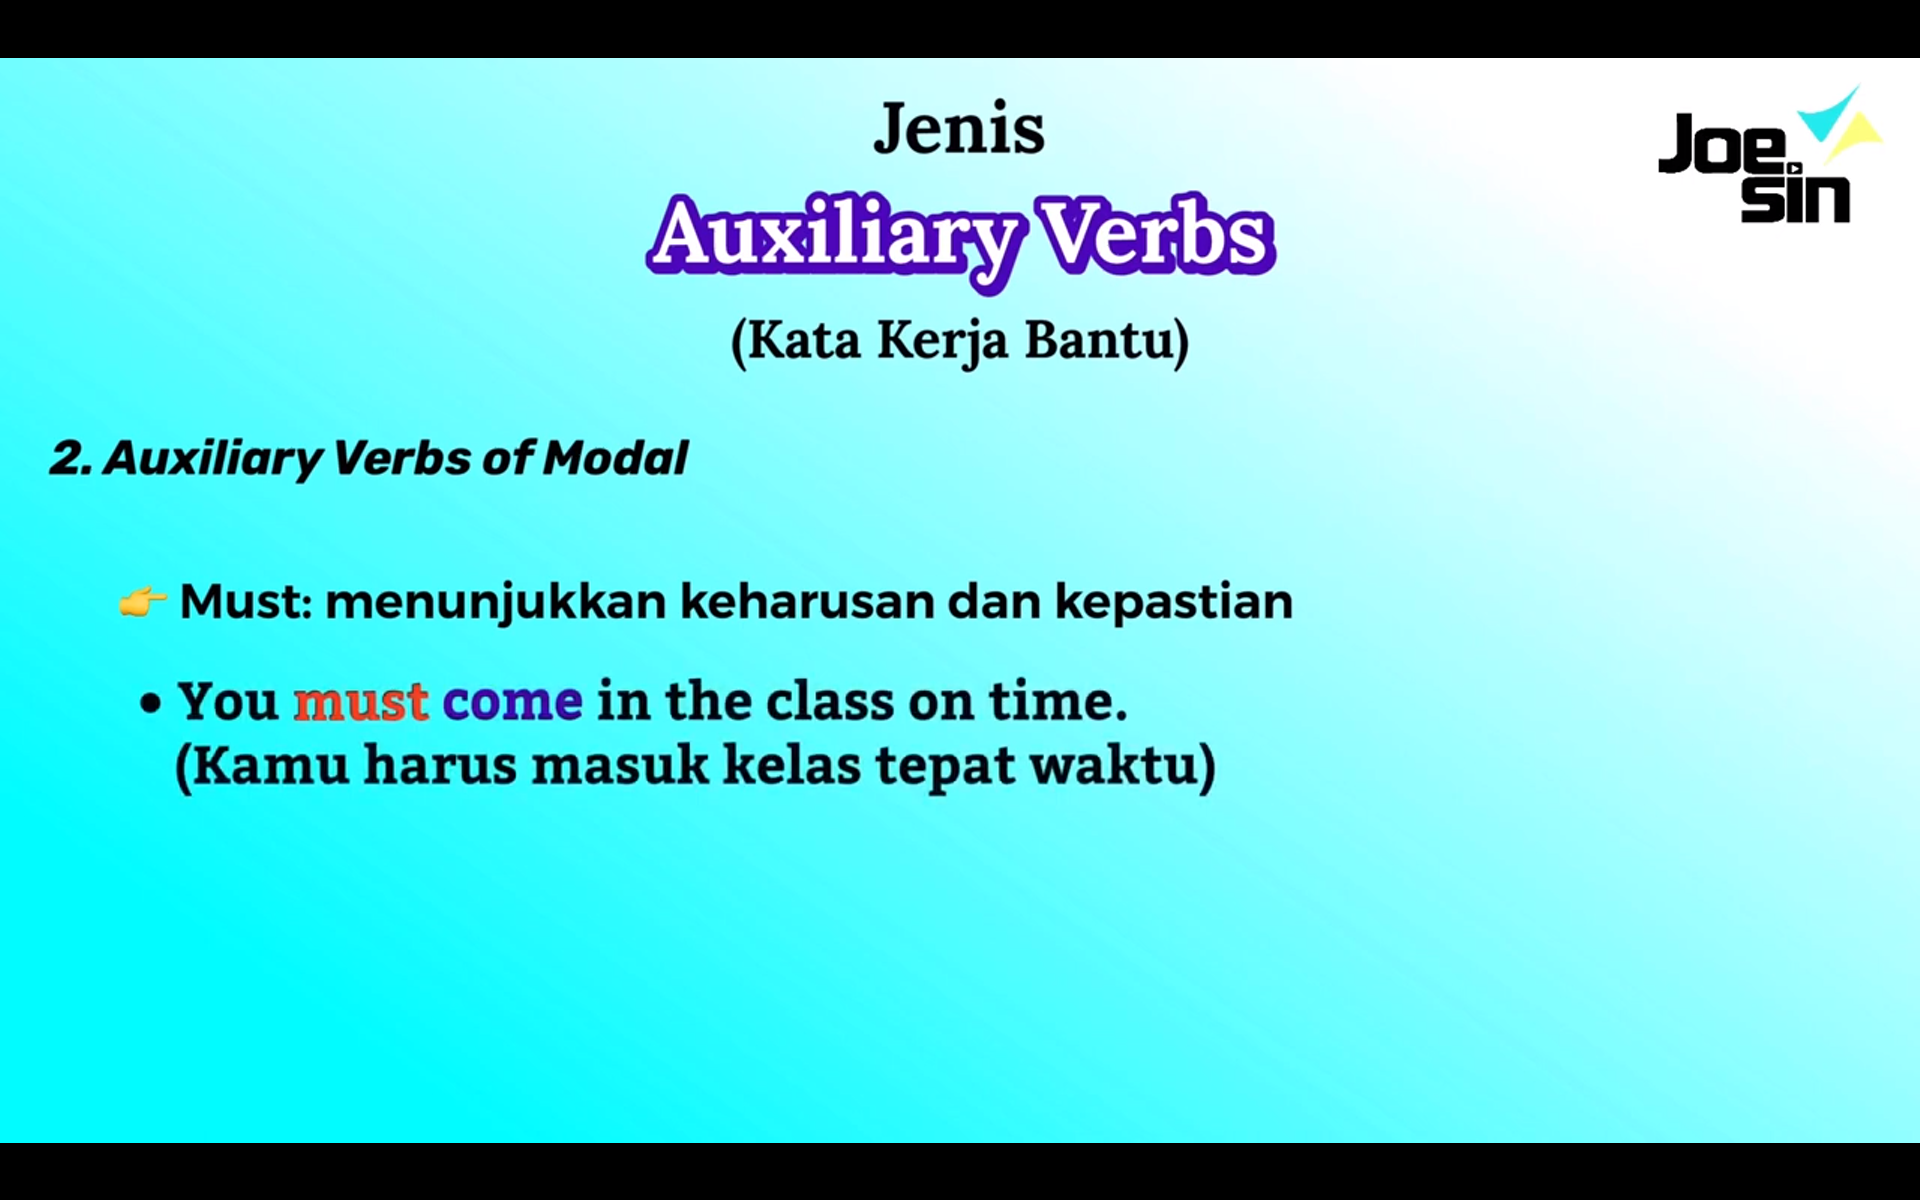 Jenis
Joe
sin
Auxiliary Verbs
(Kata Kerja Bantu)
2. Auxiliary Verbs of Modal
👉 Must: menunjukkan keharusan dan kepastian
• You must come in the class on time.
(Kamu harus masuk kelas tepat waktu)